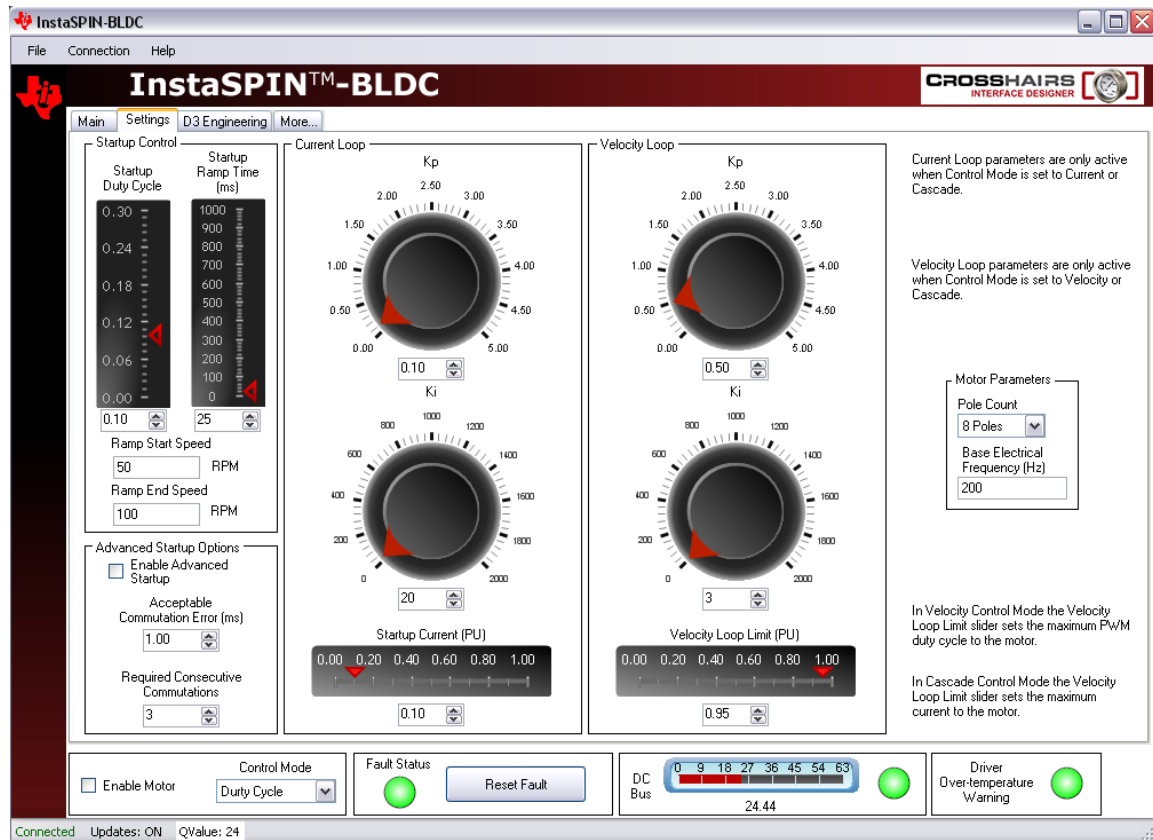 InstaSPIN-BLDC
File Connection Help
InstaSPIN™-BLDC
CROSSHAIRS
INTERFACE DESIGNER
Main Settings D3 Engineering More...
Startup Control
Startup
Duty Cycle
Startup
Ramp Time
(ms)
0.30
0.24
0.18
0.12
0.06
0.00
1000
900
800
700
600
500
400
300
200
100
0
0.10
25
Ramp Start Speed
50 RPM
Ramp End Speed
100 RPM
Advanced Startup Options
Enable Advanced
Startup
Acceptable
Commutation Error (ms)
1.00
Required Consecutive
Commutations
3
Current Loop
Kp
0.00 0.50 1.00 1.50 2.00 2.50 3.00 3.50 4.00 4.50 5.00
0.10
Ki
0 200 400 600 800 1000 1200 1400 1600 1800 2000
20
Startup Current (PU)
0.00 0.20 0.40 0.60 0.80 1.00
0.10
Velocity Loop
Kp
0.00 0.50 1.00 1.50 2.00 2.50 3.00 3.50 4.00 4.50 5.00
0.50
Ki
0 200 400 600 800 1000 1200 1400 1600 1800 2000
3
Velocity Loop Limit (PU)
0.00 0.20 0.40 0.60 0.80 1.00
0.95
Current Loop parameters are only active
when Control Mode is set to Current or
Cascade.
Velocity Loop parameters are only active
when Control Mode is set to Velocity or
Cascade.
Motor Parameters
Pole Count
8 Poles
Base Electrical
Frequency (Hz)
200
In Velocity Control Mode the Velocity
Loop Limit slider sets the maximum PWM
duty cycle to the motor.
In Cascade Control Mode the Velocity
Loop Limit slider sets the maximum
current to the motor.
Enable Motor
Control Mode
Durty Cycle
Fault Status
Reset Fault
DC
Bus
0 9 18 27 36 45 54 63
24.44
Driver
Over-temperature
Warning
Connected Updates: ON QValue: 24